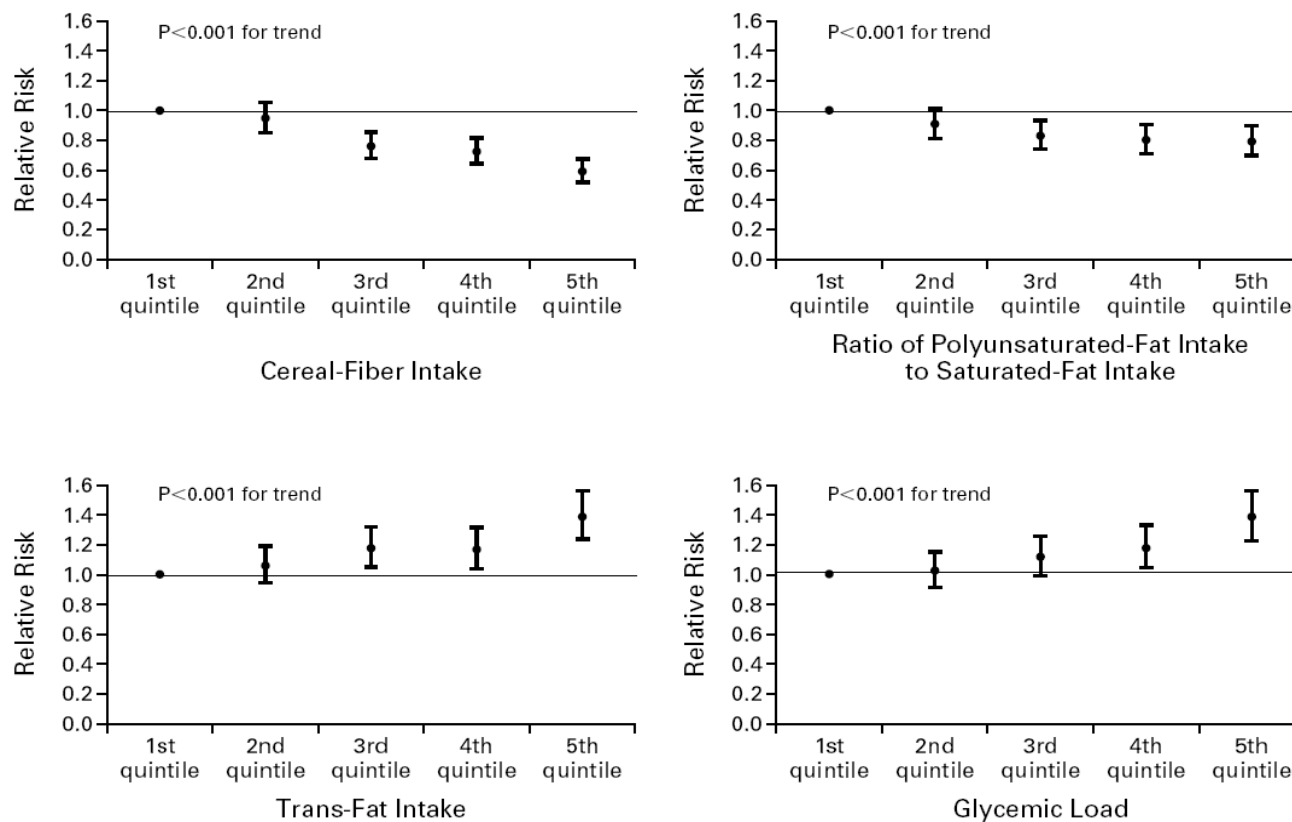 P<0.001 for trend
Relative Risk
1.6
1.4
1.2
1.0
0.8
0.6
0.4
0.2
0.0
1st quintile
2nd quintile
3rd quintile
4th quintile
5th quintile
Cereal-Fiber Intake
P<0.001 for trend
Relative Risk
1.6
1.4
1.2
1.0
0.8
0.6
0.4
0.2
0.0
1st quintile
2nd quintile
3rd quintile
4th quintile
5th quintile
Ratio of Polyunsaturated-Fat Intake
to Saturated-Fat Intake
P<0.001 for trend
Relative Risk
1.6
1.4
1.2
1.0
0.8
0.6
0.4
0.2
0.0
1st quintile
2nd quintile
3rd quintile
4th quintile
5th quintile
Trans-Fat Intake
P<0.001 for trend
Relative Risk
1.6
1.4
1.2
1.0
0.8
0.6
0.4
0.2
0.0
1st quintile
2nd quintile
3rd quintile
4th quintile
5th quintile
Glycemic Load